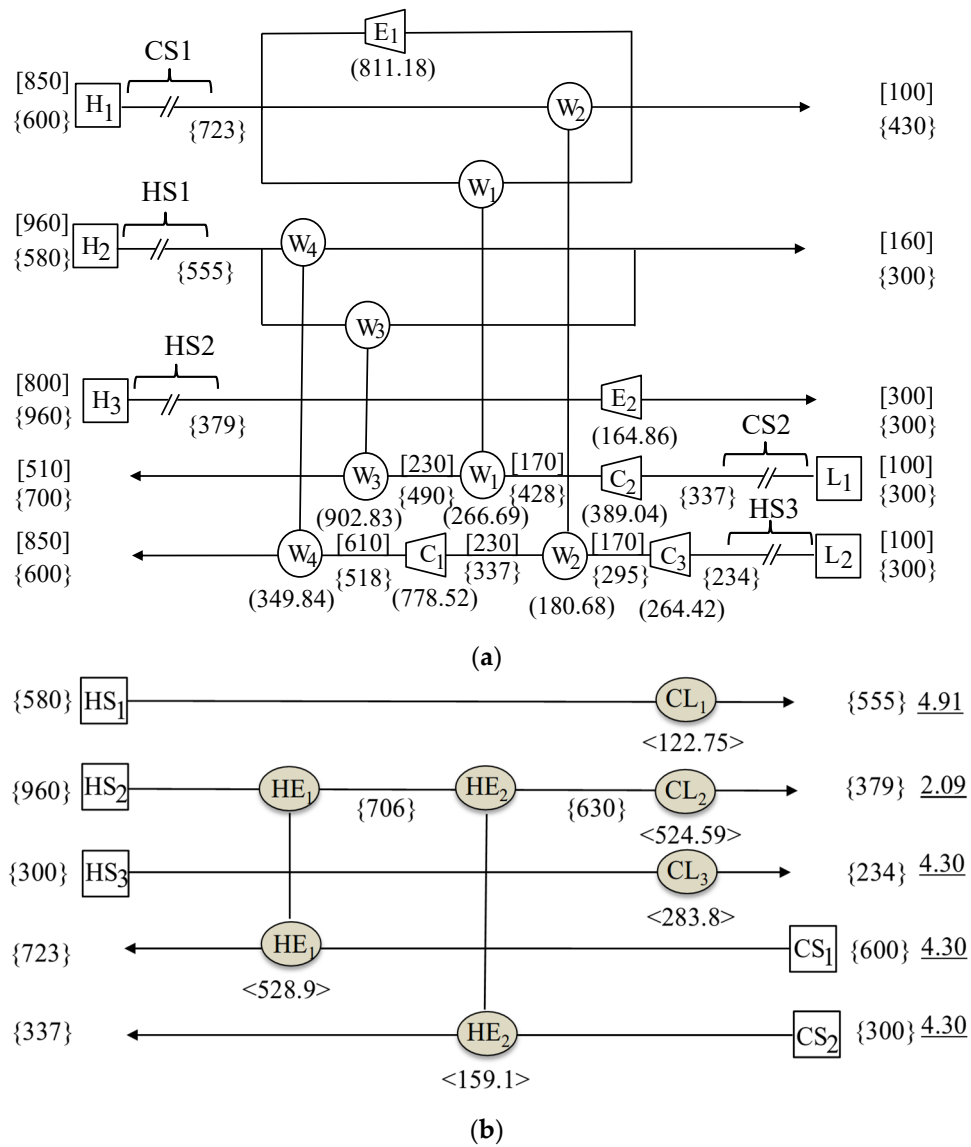 E₁
CS1
(811.18)
[850] [100]
H₁ W₂
{600} {723} {430}
W₁
HS1
[960] [160]
H₂ W₄
{580} {555} {300}
W₃
HS2
[800] [300]
H₃ E₂
{960} {379} {300}
(164.86) CS2
[510] [230] [170] [100]
W₃ W₁ C₂ L₁
{700} {490} {428} {337} {300}
(902.83) (266.69) (389.04) HS3
[850] [610] [230] [170] [100]
W₄ C₁ W₂ C₃ L₂
{600} {518} {337} {295} {234} {300}
(349.84) (778.52) (180.68) (264.42)
(a)
{580} HS₁ CL₁ {555} 4.91
<122.75>
{960} HS₂ HE₁ {706} HE₂ {630} CL₂ {379} 2.09
<524.59>
{300} HS₃ CL₃ {234} 4.30
<283.8>
{723} HE₁ CS₁ {600} 4.30
<528.9>
{337} HE₂ CS₂ {300} 4.30
<159.1>
(b)